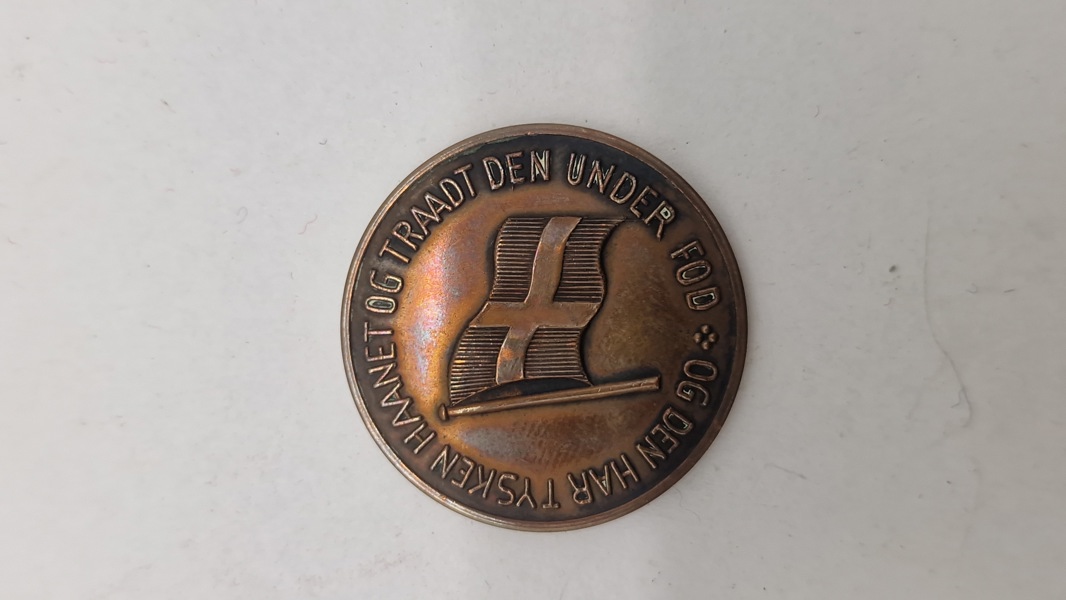 OG DEN HAR TYSKEN HAANET OG TRAADT DEN UNDER FOD